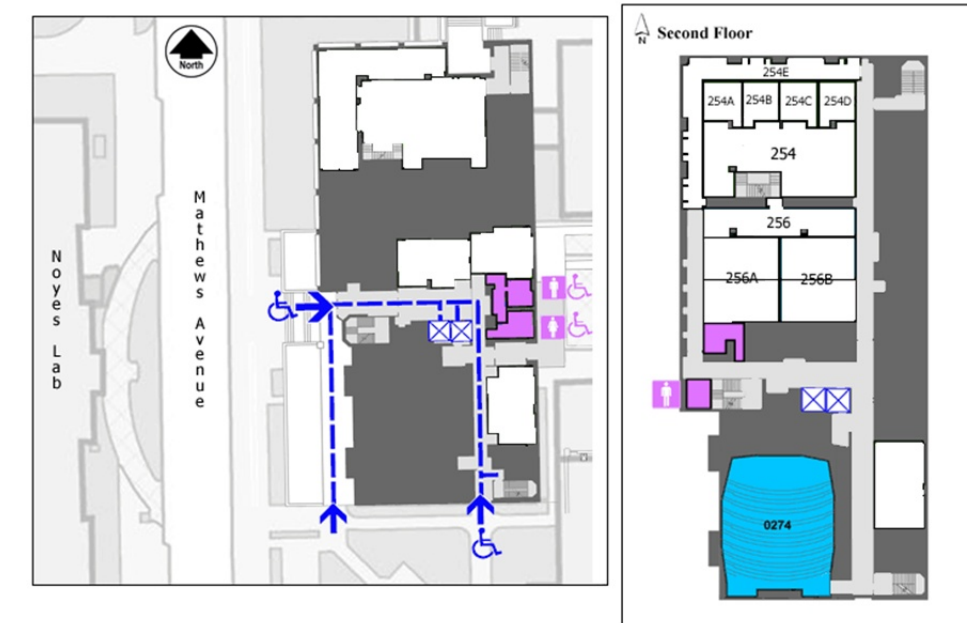 North
Noyes Lab
Mathews Avenue
N
Second Floor
254E
254A
254B
254C
254D
254
256
256A
256B
0274